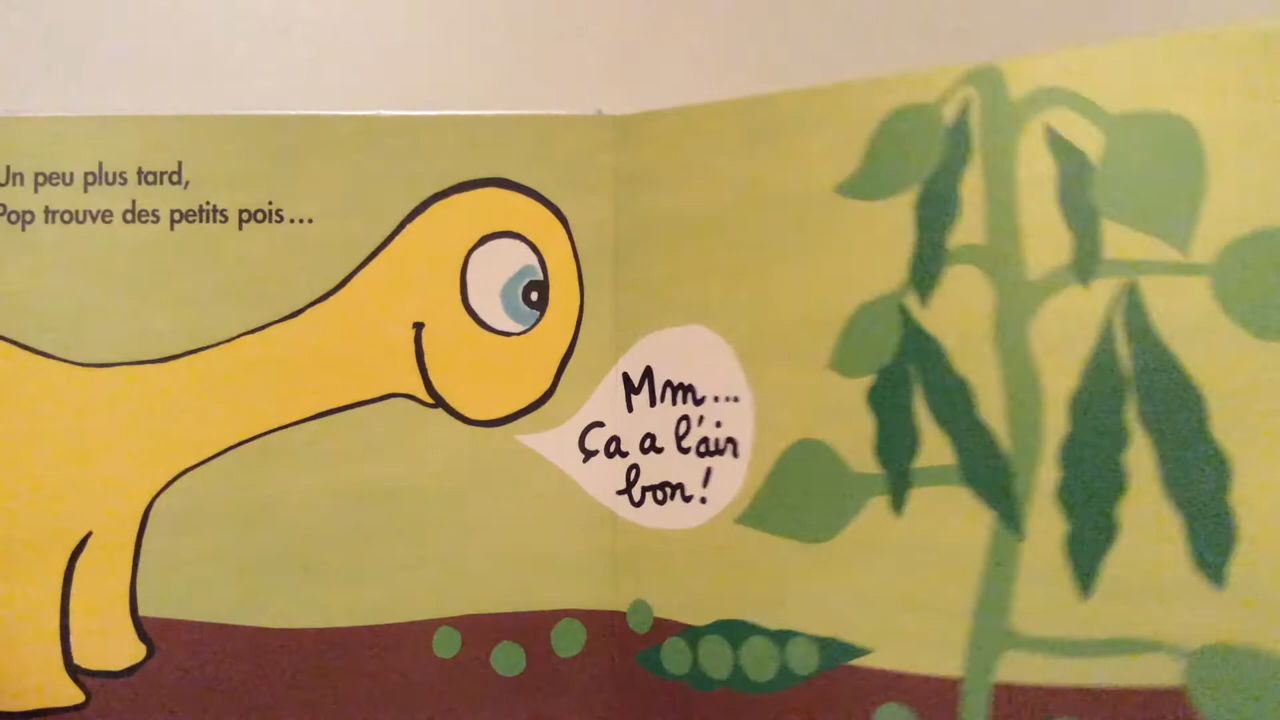 Un peu plus tard,
Pop trouve des petits pois...
Mm...
Ça a l'air
bon!